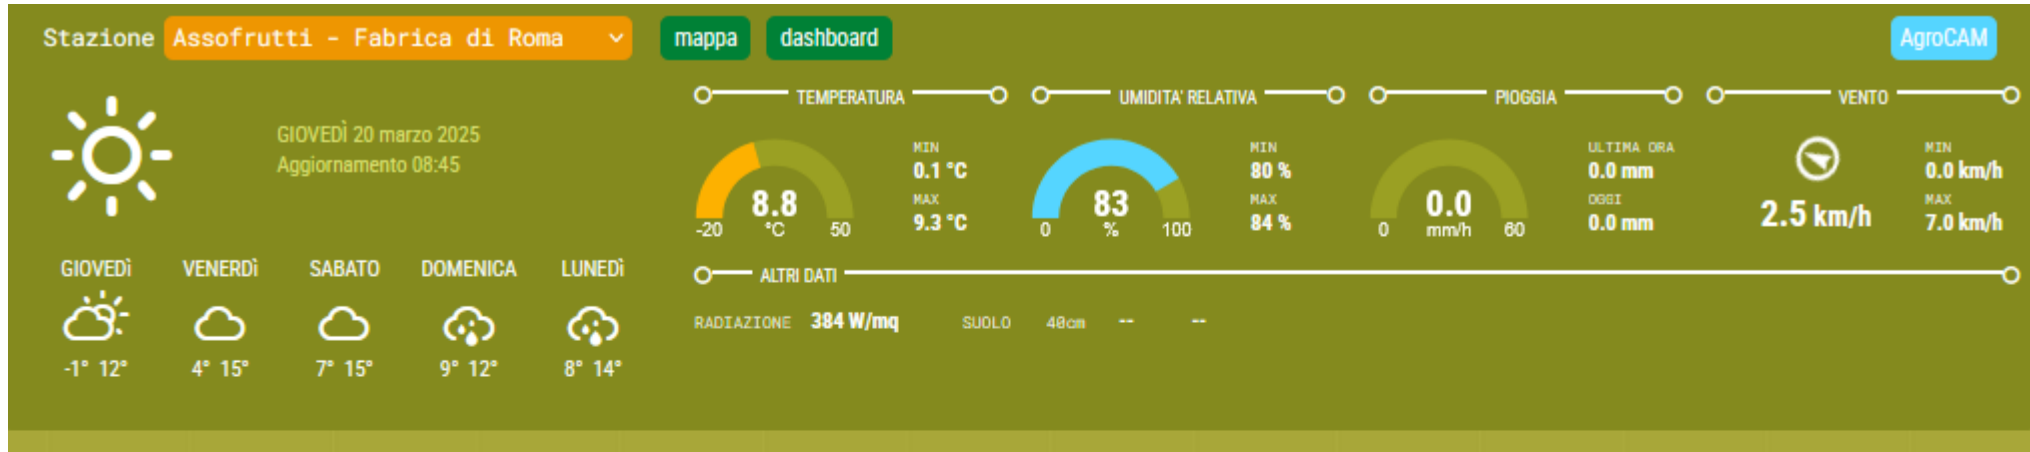 Stazione Assofrutti - Fabrica di Roma mappa dashboard AgroCAM
GIOVEDÌ 20 marzo 2025
Aggiornamento 08:45
TEMPERATURA
8.8
°C
-20 50
MIN
0.1 °C
MAX
9.3 °C
UMIDITA' RELATIVA
83
%
0 100
MIN
80 %
MAX
84 %
PIOGGIA
0.0
mm/h
0 60
ULTIMA ORA
0.0 mm
OGGI
0.0 mm
VENTO
2.5 km/h
MIN
0.0 km/h
MAX
7.0 km/h
GIOVEDì VENERDì SABATO DOMENICA LUNEDì
-1° 12° 4° 15° 7° 15° 9° 12° 8° 14°
ALTRI DATI
RADIAZIONE 384 W/mq SUOLO 40cm -- --